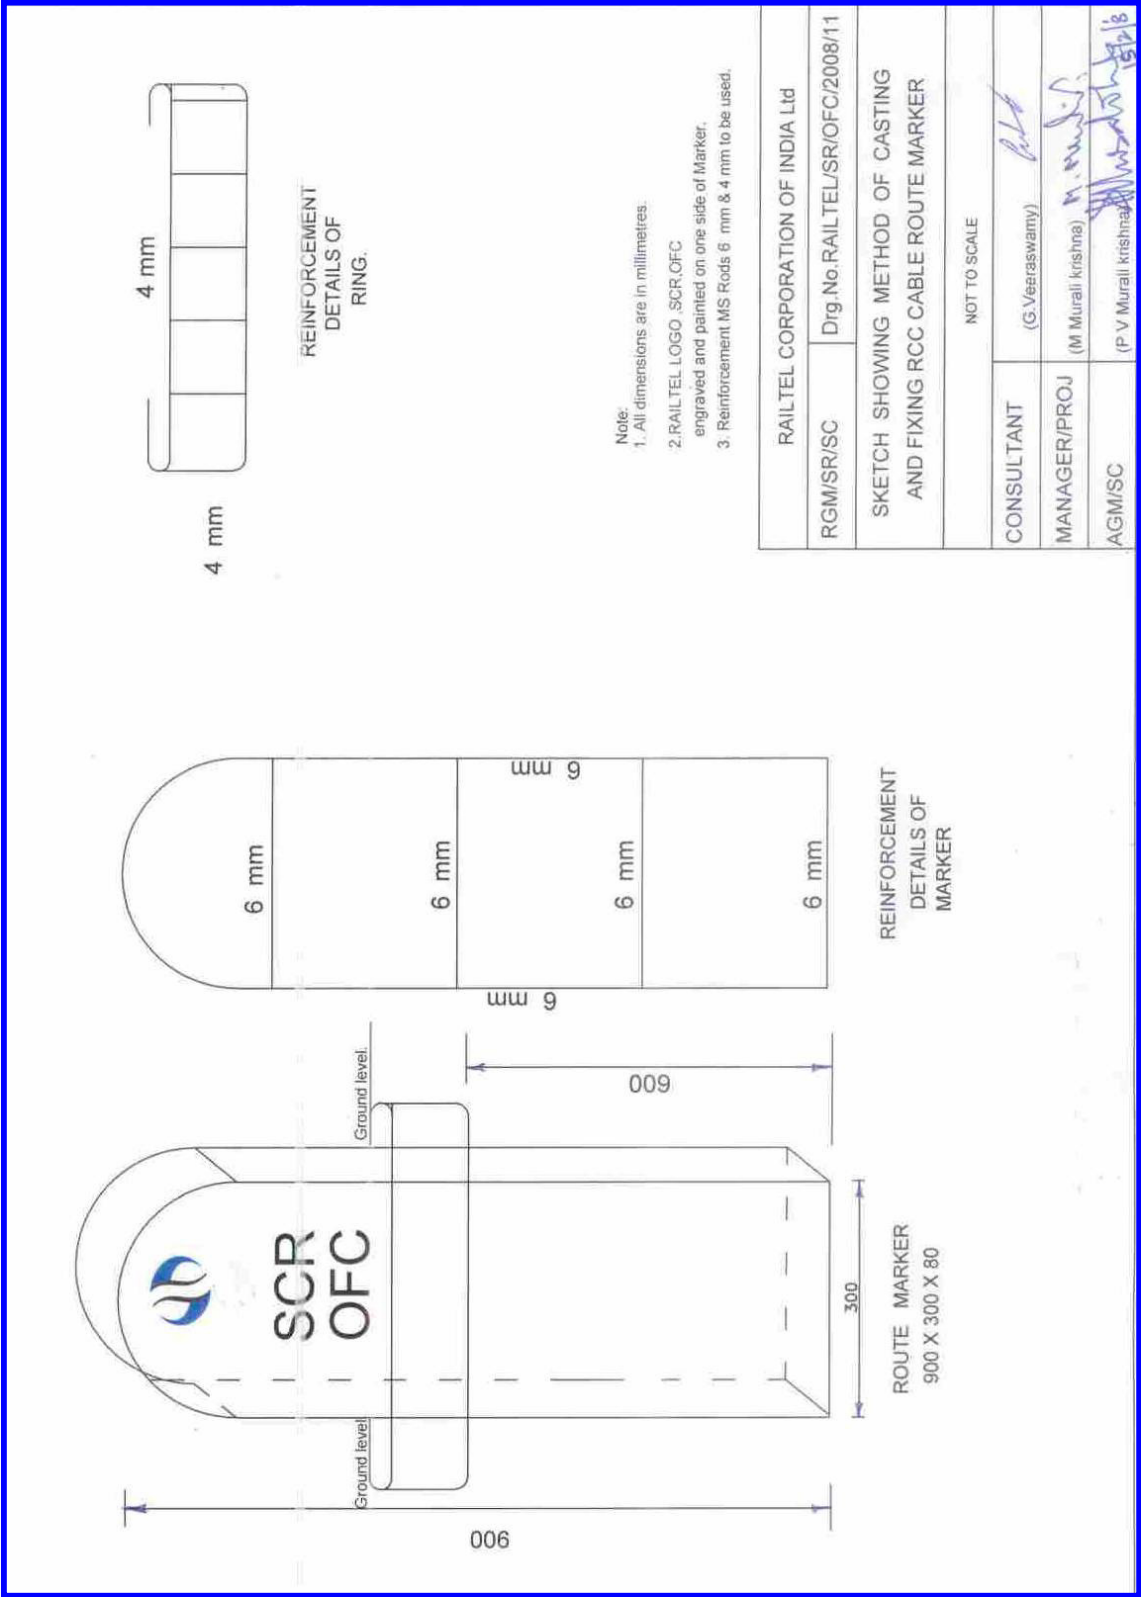 SCR
OFC
Ground level
Ground level.
900
600
300
ROUTE MARKER
900 X 300 X 80
6 mm
6 mm
6 mm
6 mm
6 mm
6 mm
REINFORCEMENT
DETAILS OF
MARKER
4 mm
4 mm
REINFORCEMENT
DETAILS OF
RING.
Note:
1. All dimensions are in millimetres.
2.RAILTEL LOGO .SCR,OFC
engraved and painted on one side of Marker.
3. Reinforcement MS Rods 6 mm & 4 mm to be used.
RAILTEL CORPORATION OF INDIA Ltd
RGM/SR/SC Drg.No.RAILTEL/SR/OFC/2008/11
SKETCH SHOWING METHOD OF CASTING
AND FIXING RCC CABLE ROUTE MARKER
NOT TO SCALE
CONSULTANT (G.Veeraswamy)
MANAGER/PROJ (M Murali krishna)
AGM/SC (P V Murali krishna)
15/2/8